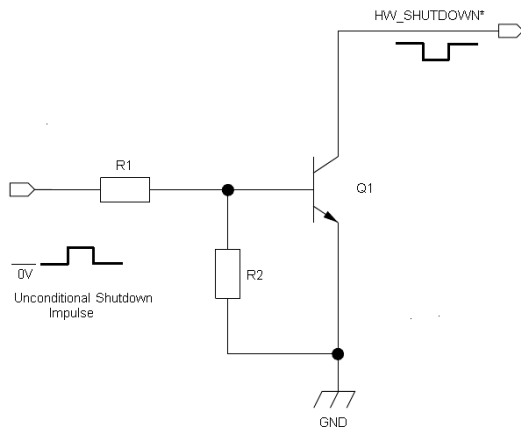 HW_SHUTDOWN*
R1
Q1
0V
R2
Unconditional Shutdown
Impulse
GND